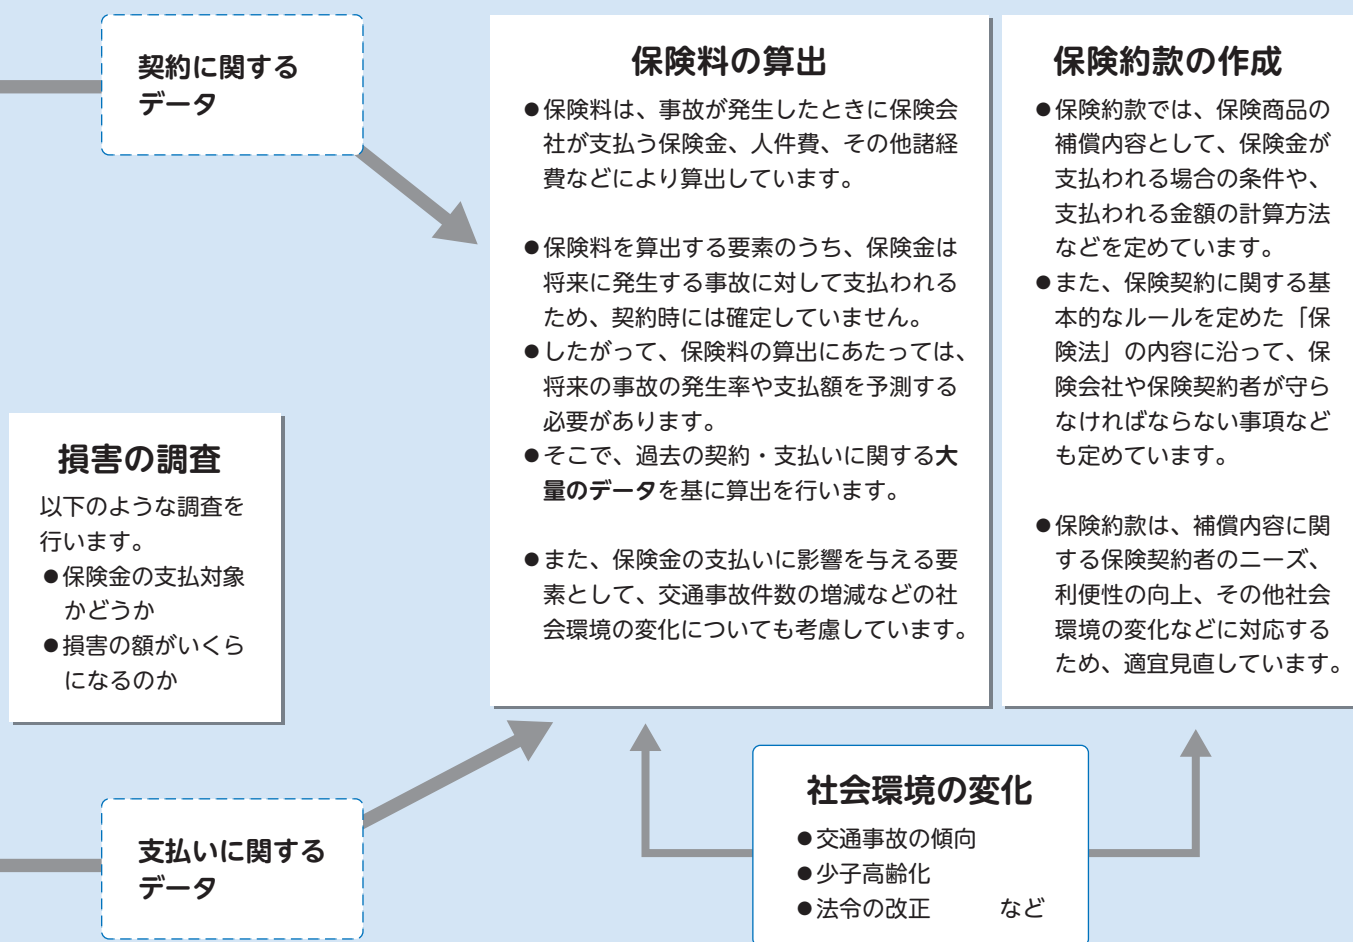 契約に関する
データ
保険料の算出
●保険料は、事故が発生したときに保険会
社が支払う保険金、人件費、その他諸経
費などにより算出しています。
●保険料を算出する要素のうち、保険金は
将来に発生する事故に対して支払われる
ため、契約時には確定していません。
●したがって、保険料の算出にあたっては、
将来の事故の発生率や支払額を予測する
必要があります。
●そこで、過去の契約・支払いに関する大
量のデータを基に算出を行います。
●また、保険金の支払いに影響を与える要
素として、交通事故件数の増減などの社
会環境の変化についても考慮しています。
保険約款の作成
●保険約款では、保険商品の
補償内容として、保険金が
支払われる場合の条件や、
支払われる金額の計算方法
などを定めています。
●また、保険契約に関する基
本的なルールを定めた「保
険法」の内容に沿って、保
険会社や保険契約者が守ら
なければならない事項など
も定めています。
●保険約款は、補償内容に関
する保険契約者のニーズ、
利便性の向上、その他社会
環境の変化などに対応する
ため、適宜見直しています。
損害の調査
以下のような調査を
行います。
●保険金の支払対象
かどうか
●損害の額がいくら
になるのか
支払いに関する
データ
社会環境の変化
●交通事故の傾向
●少子高齢化
●法令の改正　　　など